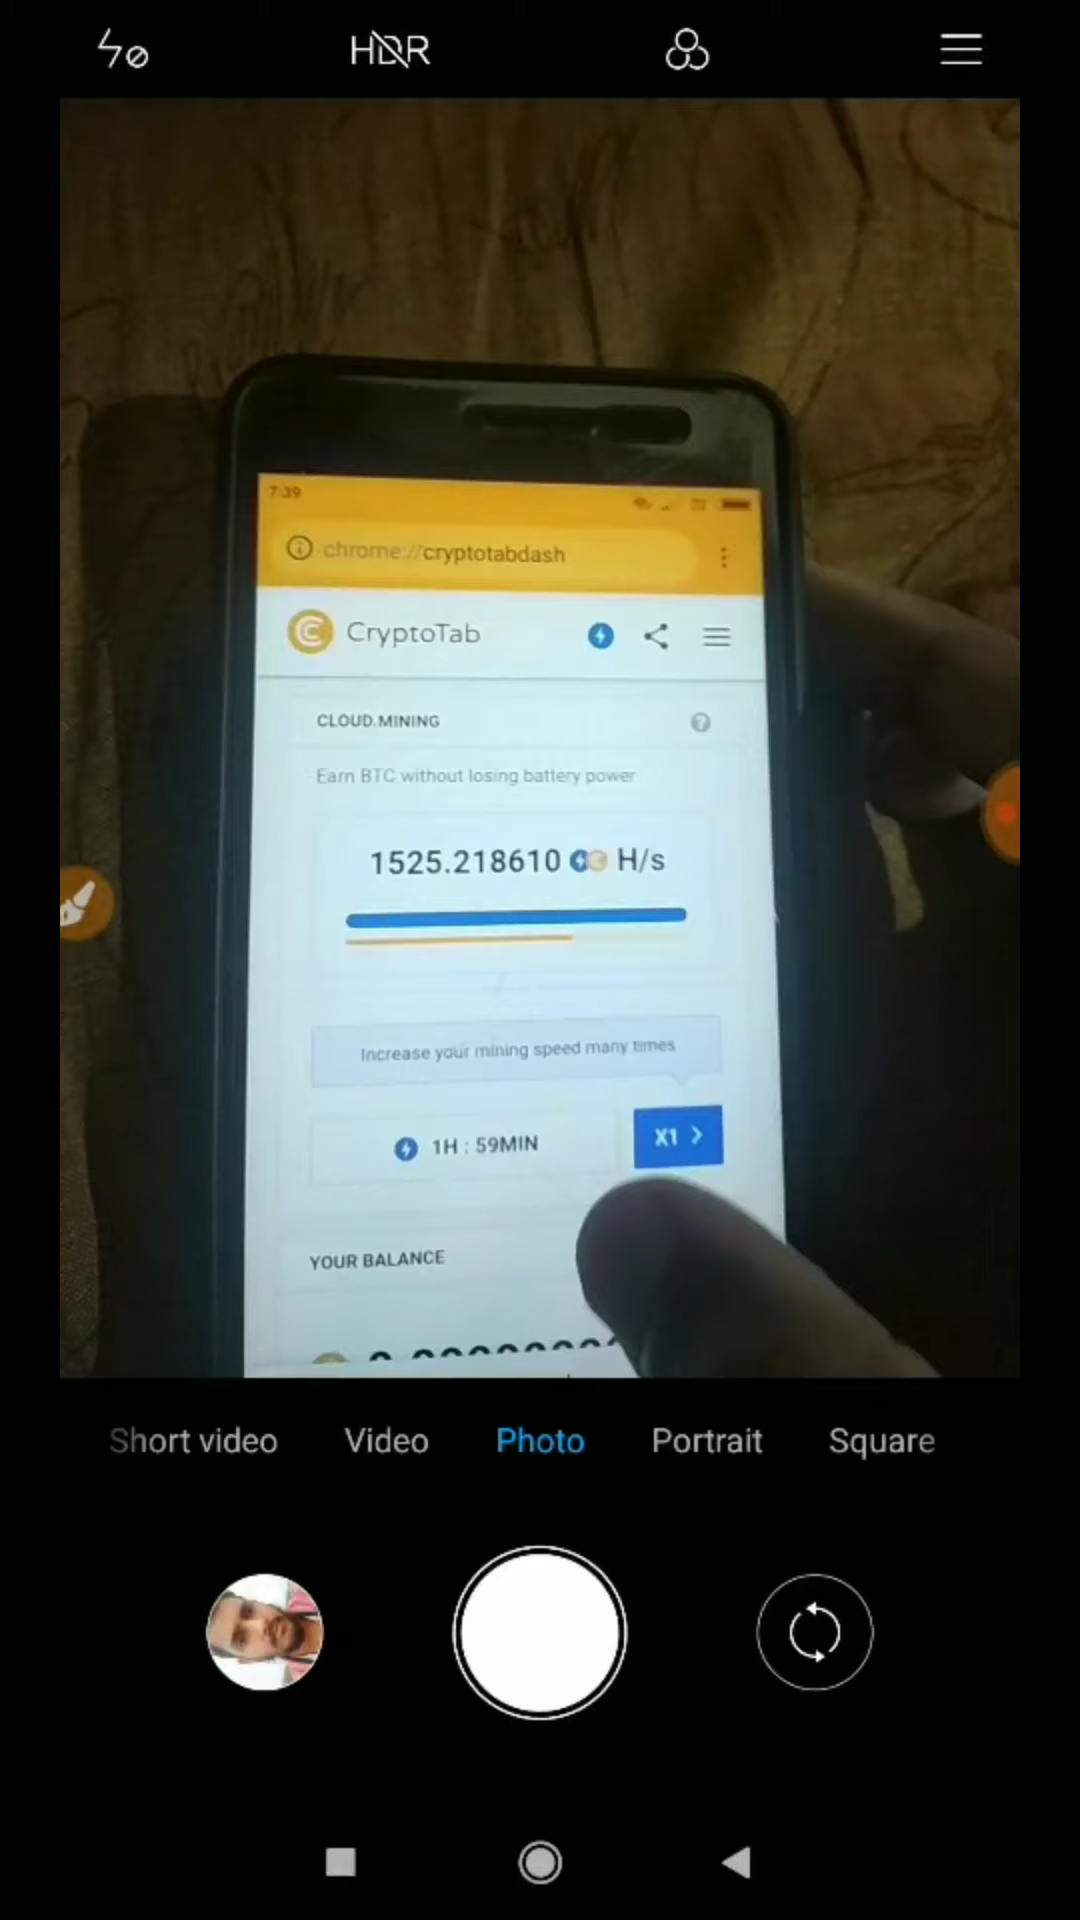 HDR
7:39
chrome://cryptotabdash
CryptoTab
CLOUD.MINING
Earn BTC without losing battery power
1525.218610 H/s
Increase your mining speed many times
1H : 59MIN
X1 >
YOUR BALANCE
Short video Video Photo Portrait Square